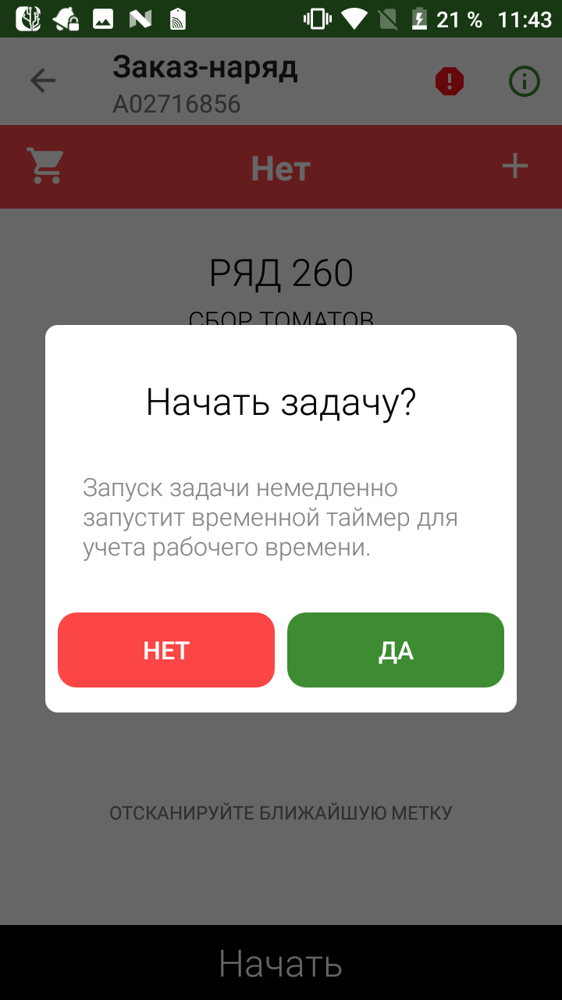 21 % 11:43
Заказ-наряд
A02716856
Нет
РЯД 260
СБОР ТОМАТОВ
Начать задачу?
Запуск задачи немедленно
запустит временной таймер для
учета рабочего времени.
НЕТ ДА
ОТСКАНИРУЙТЕ БЛИЖАЙШУЮ МЕТКУ
Начать